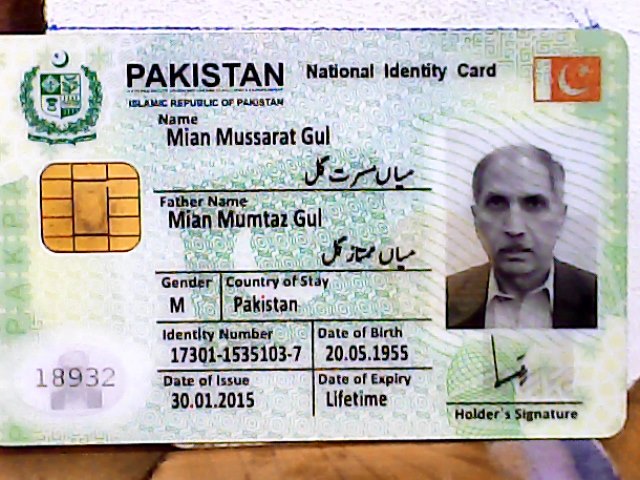 PAKISTAN National Identity Card
ISLAMIC REPUBLIC OF PAKISTAN
Name
Mian Mussarat Gul
میاں مسرت گل
Father Name
Mian Mumtaz Gul
میاں ممتاز گل
Gender Country of Stay
M Pakistan
Identity Number Date of Birth
17301-1535103-7 20.05.1955
Date of Issue Date of Expiry
30.01.2015 Lifetime
18932
Holder's Signature